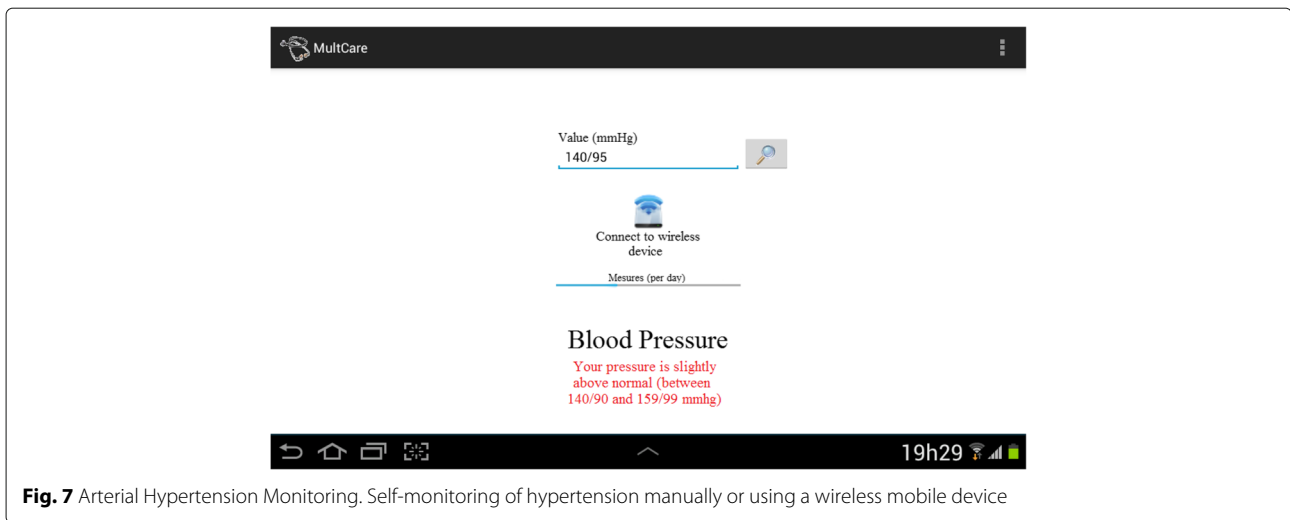 MultCare
Value (mmHg)
140/95
Connect to wireless
device
Mesures (per day)
Blood Pressure
Your pressure is slightly
above normal (between
140/90 and 159/99 mmhg)
19h29
Fig. 7 Arterial Hypertension Monitoring. Self-monitoring of hypertension manually or using a wireless mobile device